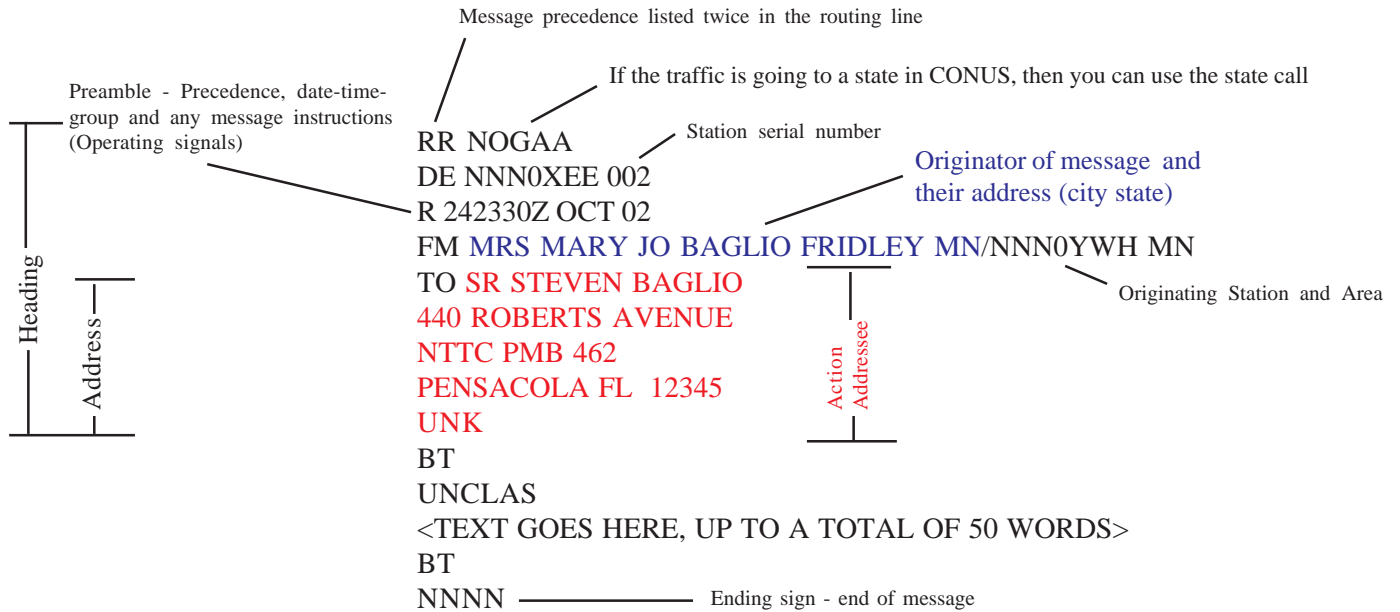 Message precedence listed twice in the routing line
If the traffic is going to a state in CONUS, then you can use the state call
Preamble - Precedence, date-time-
group and any message instructions
(Operating signals)
Station serial number
Originator of message and
their address (city state)
Originating Station and Area
Heading
Address
Action
Addressee
RR NOGAA
DE NNN0XEE 002
R 242330Z OCT 02
FM MRS MARY JO BAGLIO FRIDLEY MN/NNN0YWH MN
TO SR STEVEN BAGLIO
440 ROBERTS AVENUE
NTTC PMB 462
PENSACOLA FL 12345
UNK
BT
UNCLAS
<TEXT GOES HERE, UP TO A TOTAL OF 50 WORDS>
BT
NNNN
Ending sign - end of message